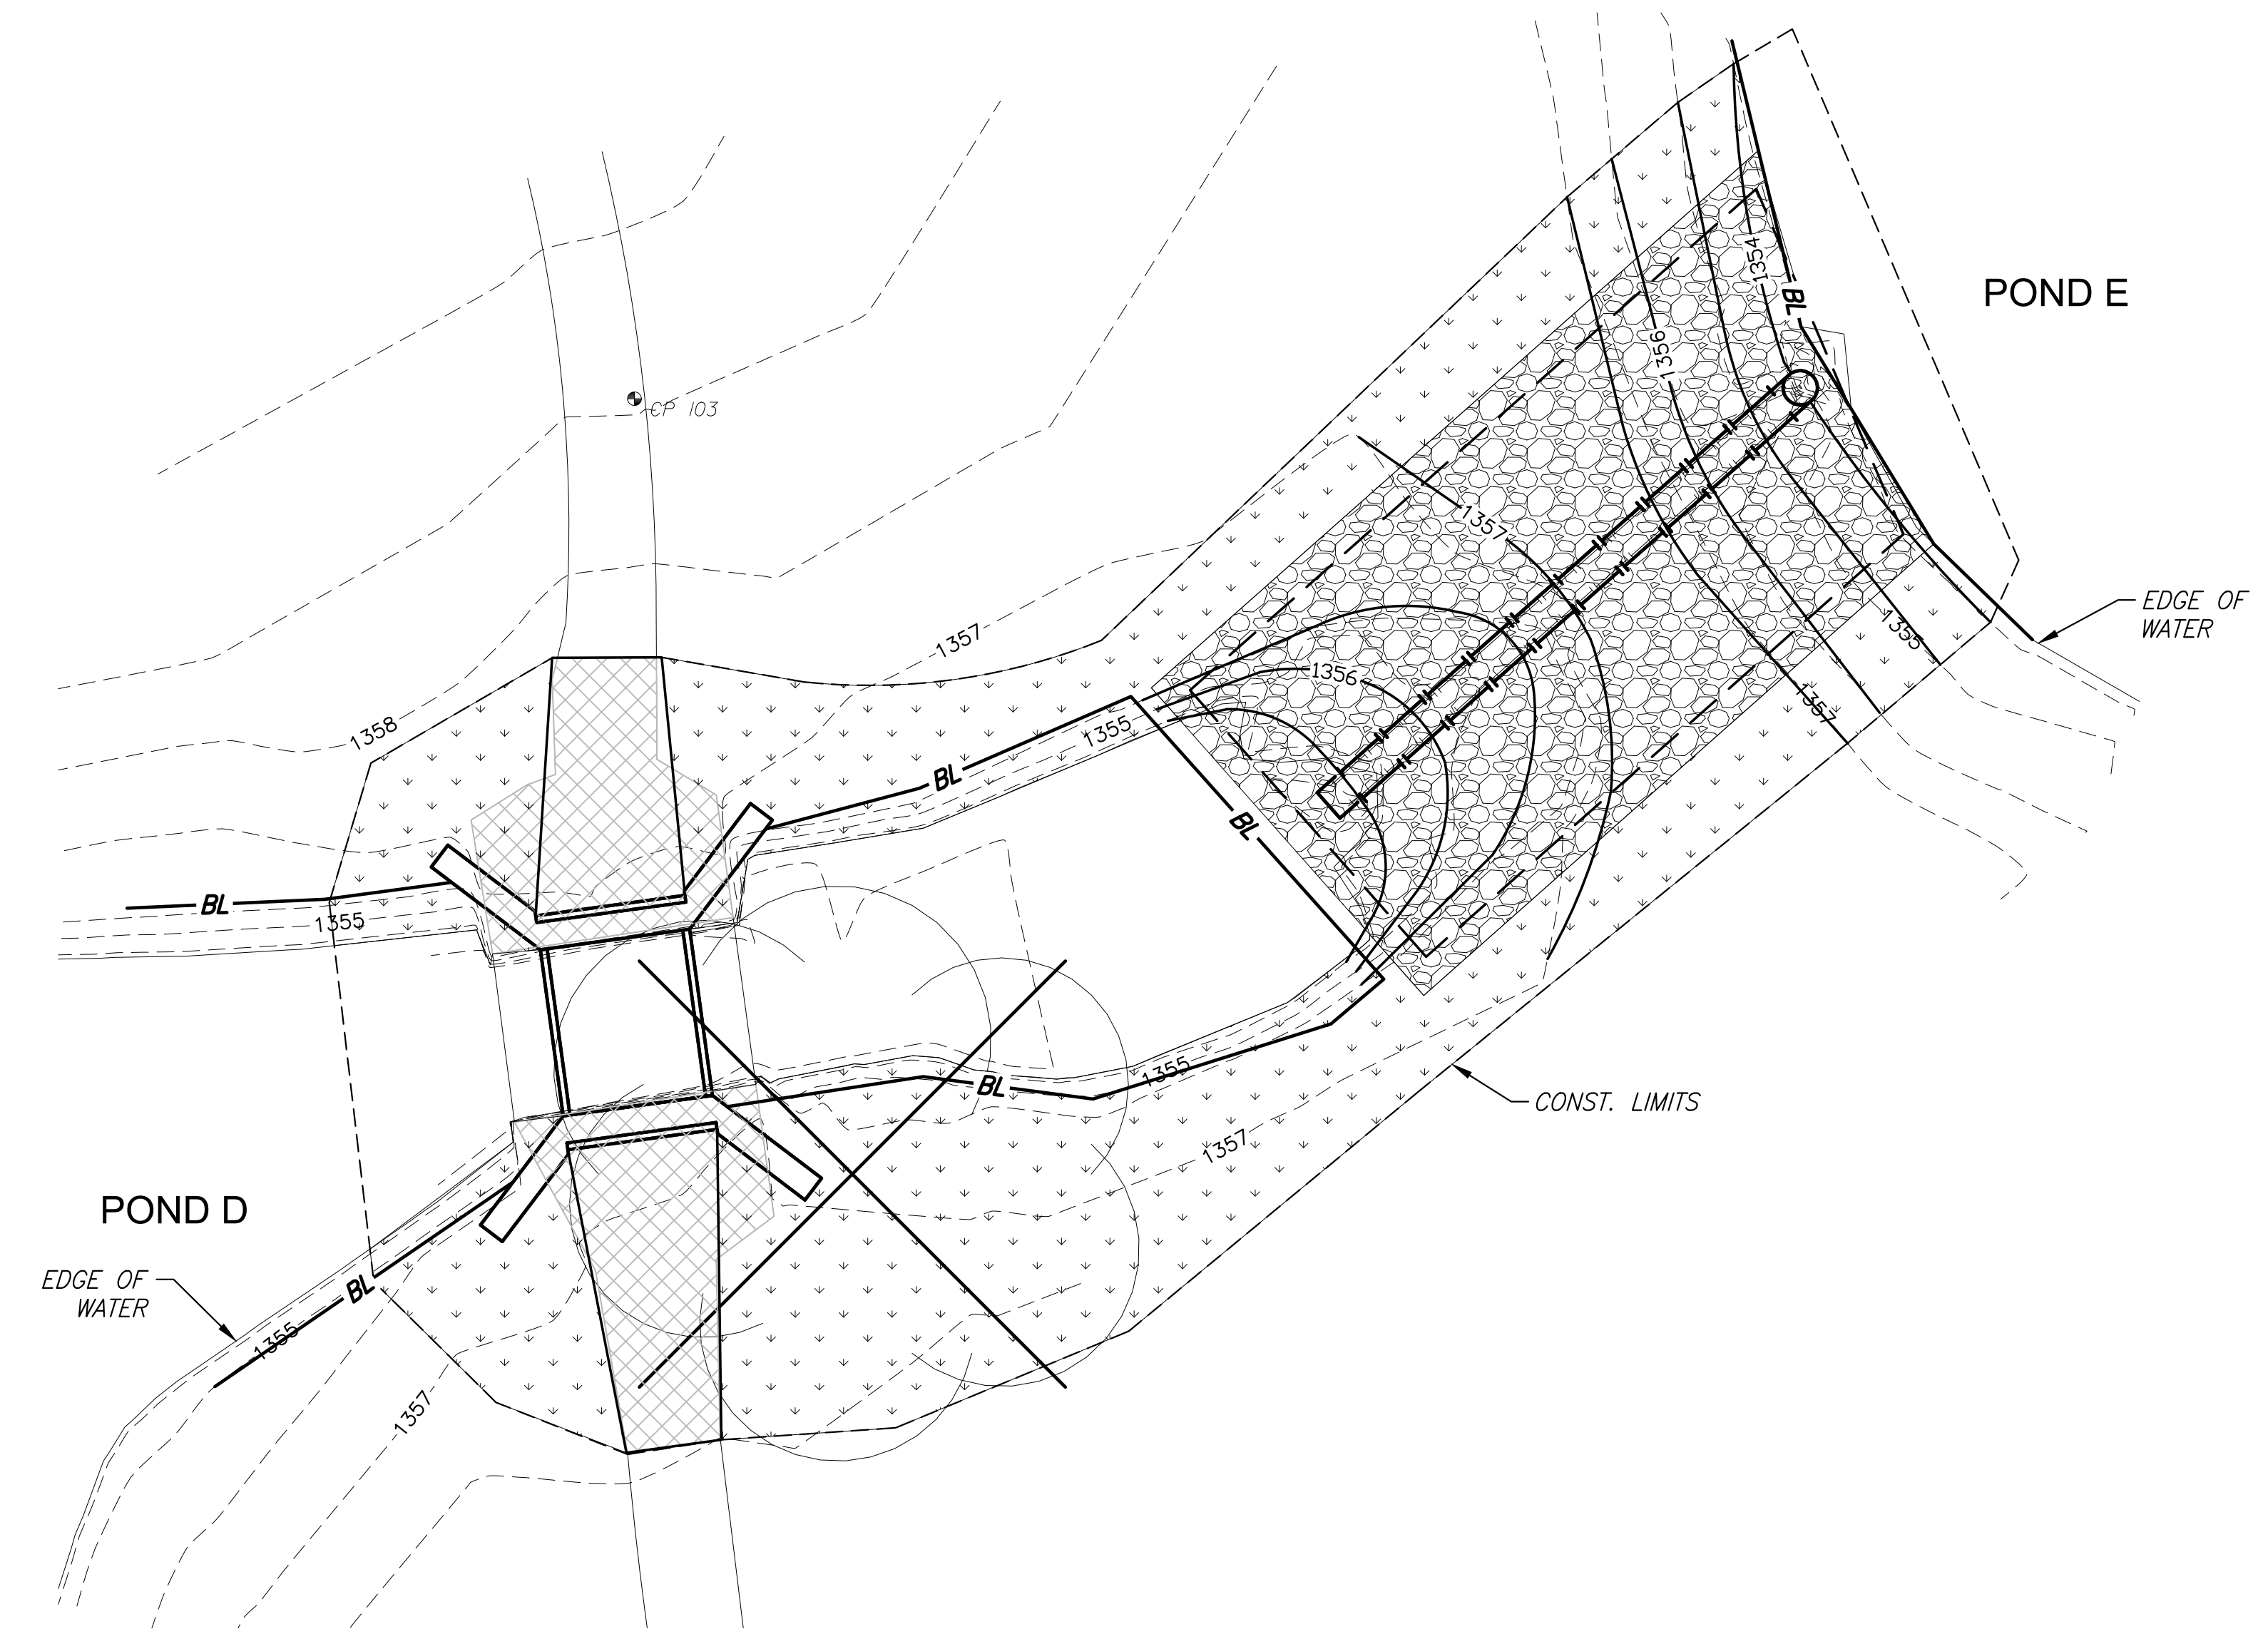 1354
BL
POND E
1356
CP 103
1357
EDGE OF
WATER
1355
1357
1356
1357
1358
1355
BL
BL
BL
1355
1355
BL
CONST. LIMITS
1357
POND D
EDGE OF
WATER
BL
1355
1357